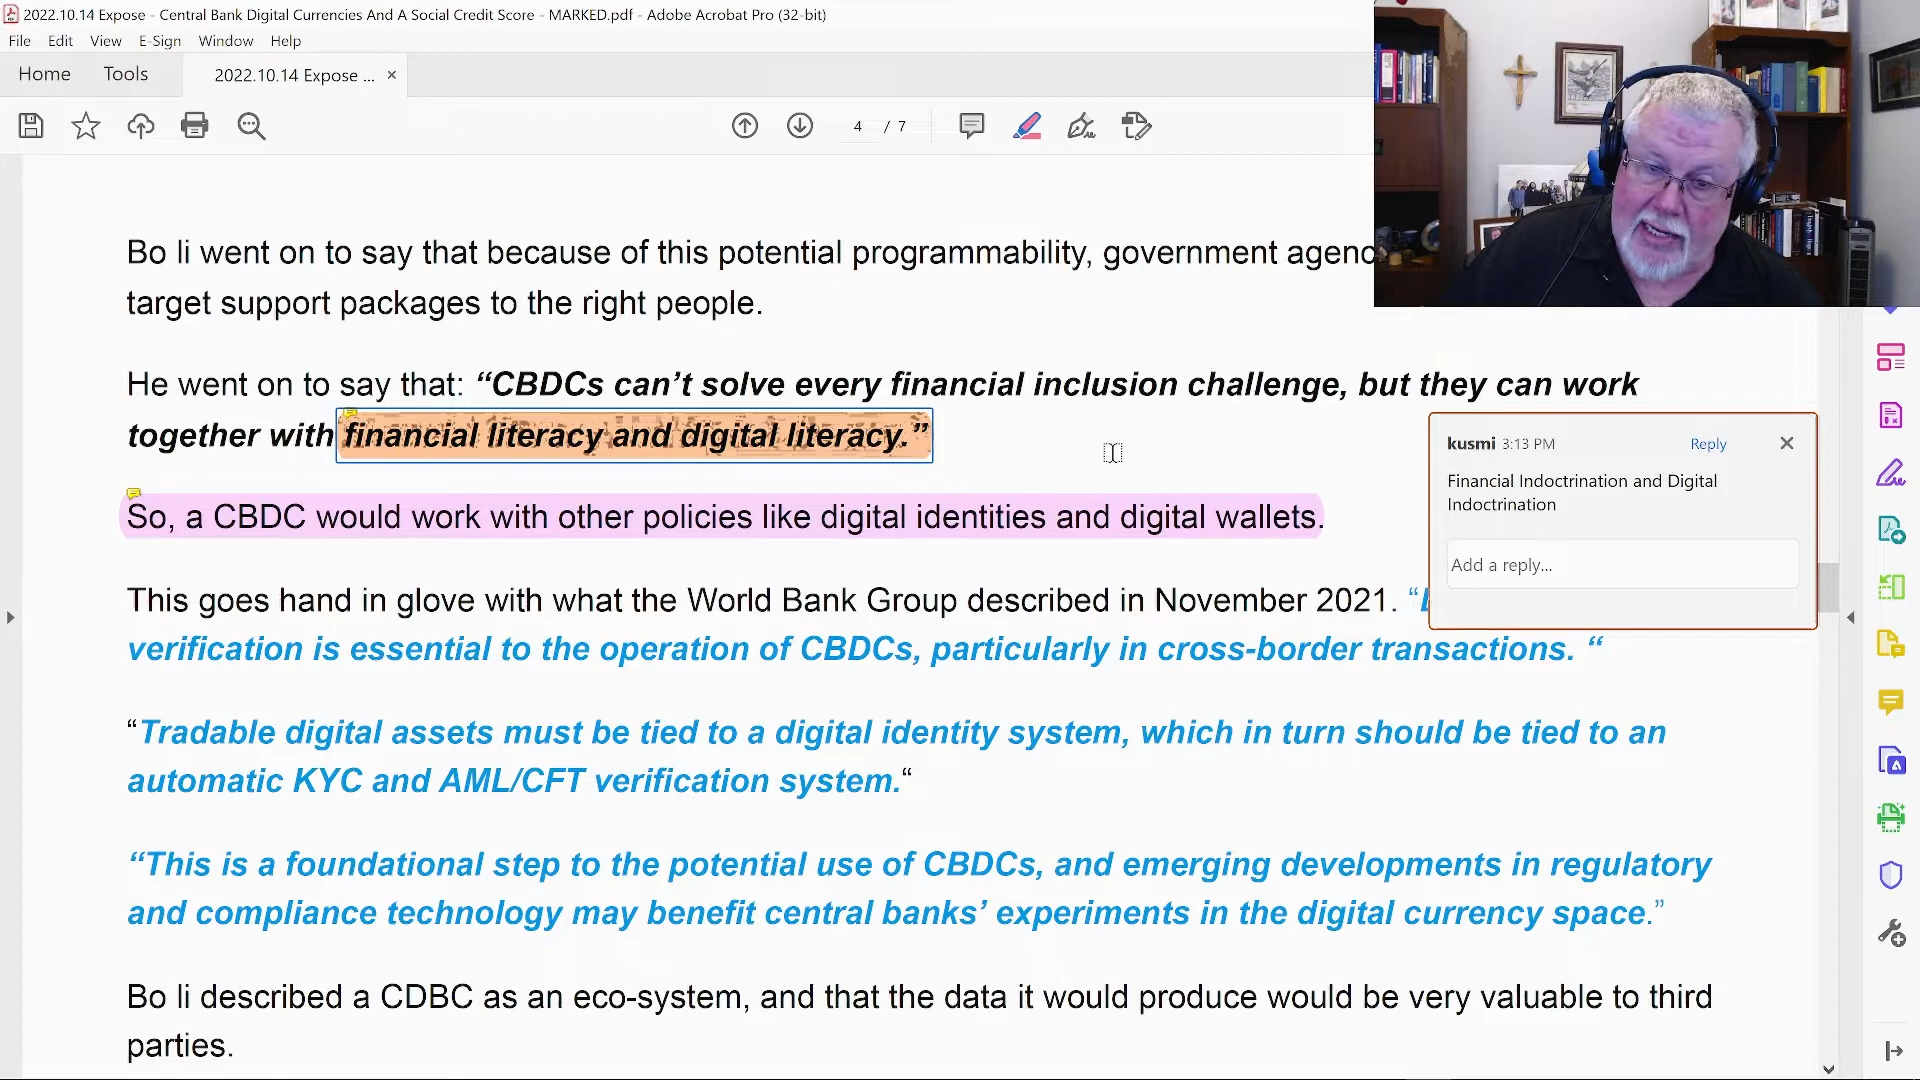 2022.10.14 Expose - Central Bank Digital Currencies And A Social Credit Score - MARKED.pdf - Adobe Acrobat Pro (32-bit)
File Edit View E-Sign Window Help
Home Tools 2022.10.14 Expose ... ×
4 / 7
Bo li went on to say that because of this potential programmability, government
target support packages to the right people.
He went on to say that: “CBDCs can’t solve every financial inclusion challenge, but they can work
together with financial literacy and digital literacy.”
So, a CBDC would work with other policies like digital identities and digital wallets.
This goes hand in glove with what the World Bank Group described in November 2021. “
verification is essential to the operation of CBDCs, particularly in cross-border transactions. “
“Tradable digital assets must be tied to a digital identity system, which in turn should be tied to an
automatic KYC and AML/CFT verification system.“
“This is a foundational step to the potential use of CBDCs, and emerging developments in regulatory
and compliance technology may benefit central banks’ experiments in the digital currency space.”
Bo li described a CDBC as an eco-system, and that the data it would produce would be very valuable to third
parties.
kusmi 3:13 PM Reply
Financial Indoctrination and Digital
Indoctrination
Add a reply...